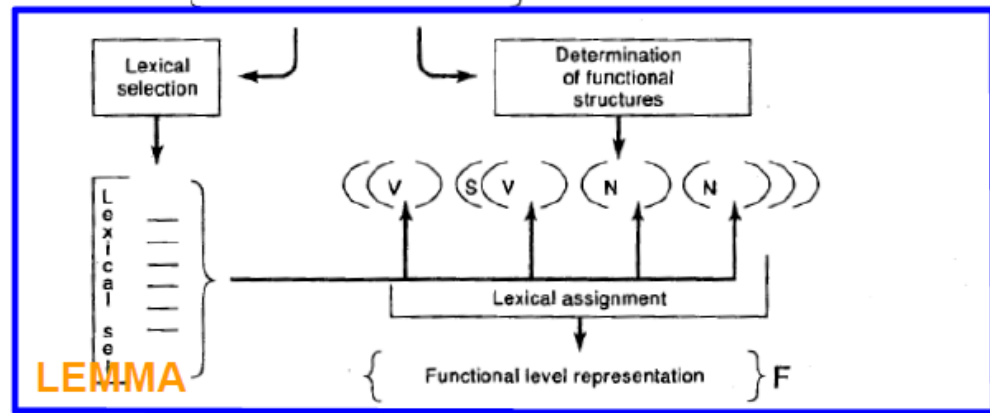 Lexical
selection
Determination
of functional
structures
V
S V
N
N
L
e
x
i
c
a
l
s
e
Lexical assignment
Functional level representation
F
LEMMA